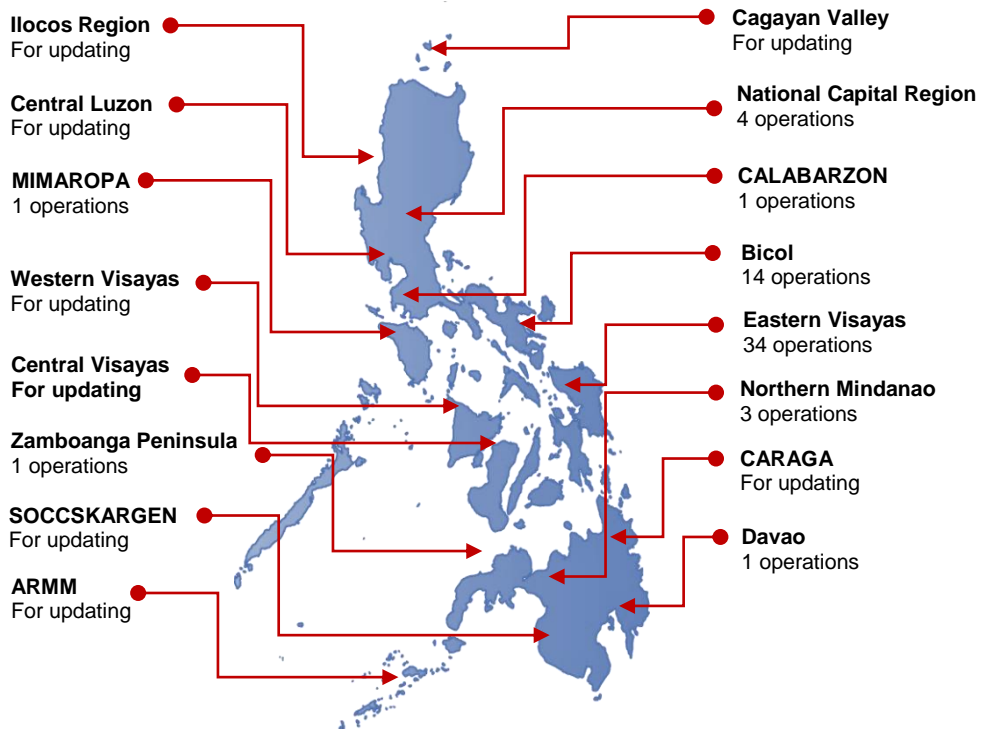 Ilocos Region
For updating
Central Luzon
For updating
MIMAROPA
1 operations
Western Visayas
For updating
Central Visayas
For updating
Zamboanga Peninsula
1 operations
SOCCSKARGEN
For updating
ARMM
For updating
Cagayan Valley
For updating
National Capital Region
4 operations
CALABARZON
1 operations
Bicol
14 operations
Eastern Visayas
34 operations
Northern Mindanao
3 operations
CARAGA
For updating
Davao
1 operations